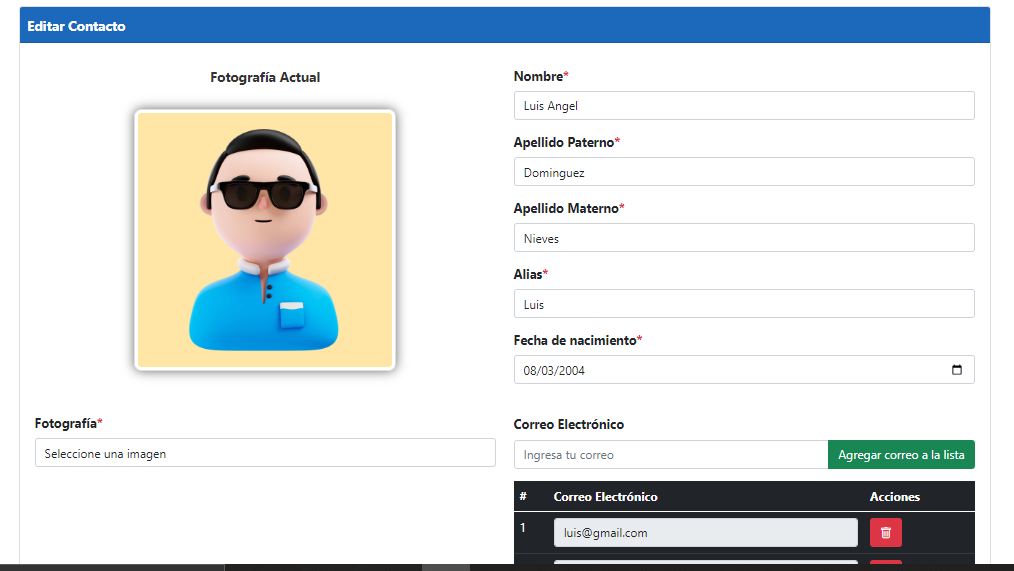 Editar Contacto
Fotografía Actual
Nombre*
Luis Angel
Apellido Paterno*
Dominguez
Apellido Materno*
Nieves
Alias*
Luis
Fecha de nacimiento*
08/03/2004
Fotografía*
Seleccione una imagen
Correo Electrónico
Ingresa tu correo Agregar correo a la lista
# Correo Electrónico Acciones
1 luis@gmail.com